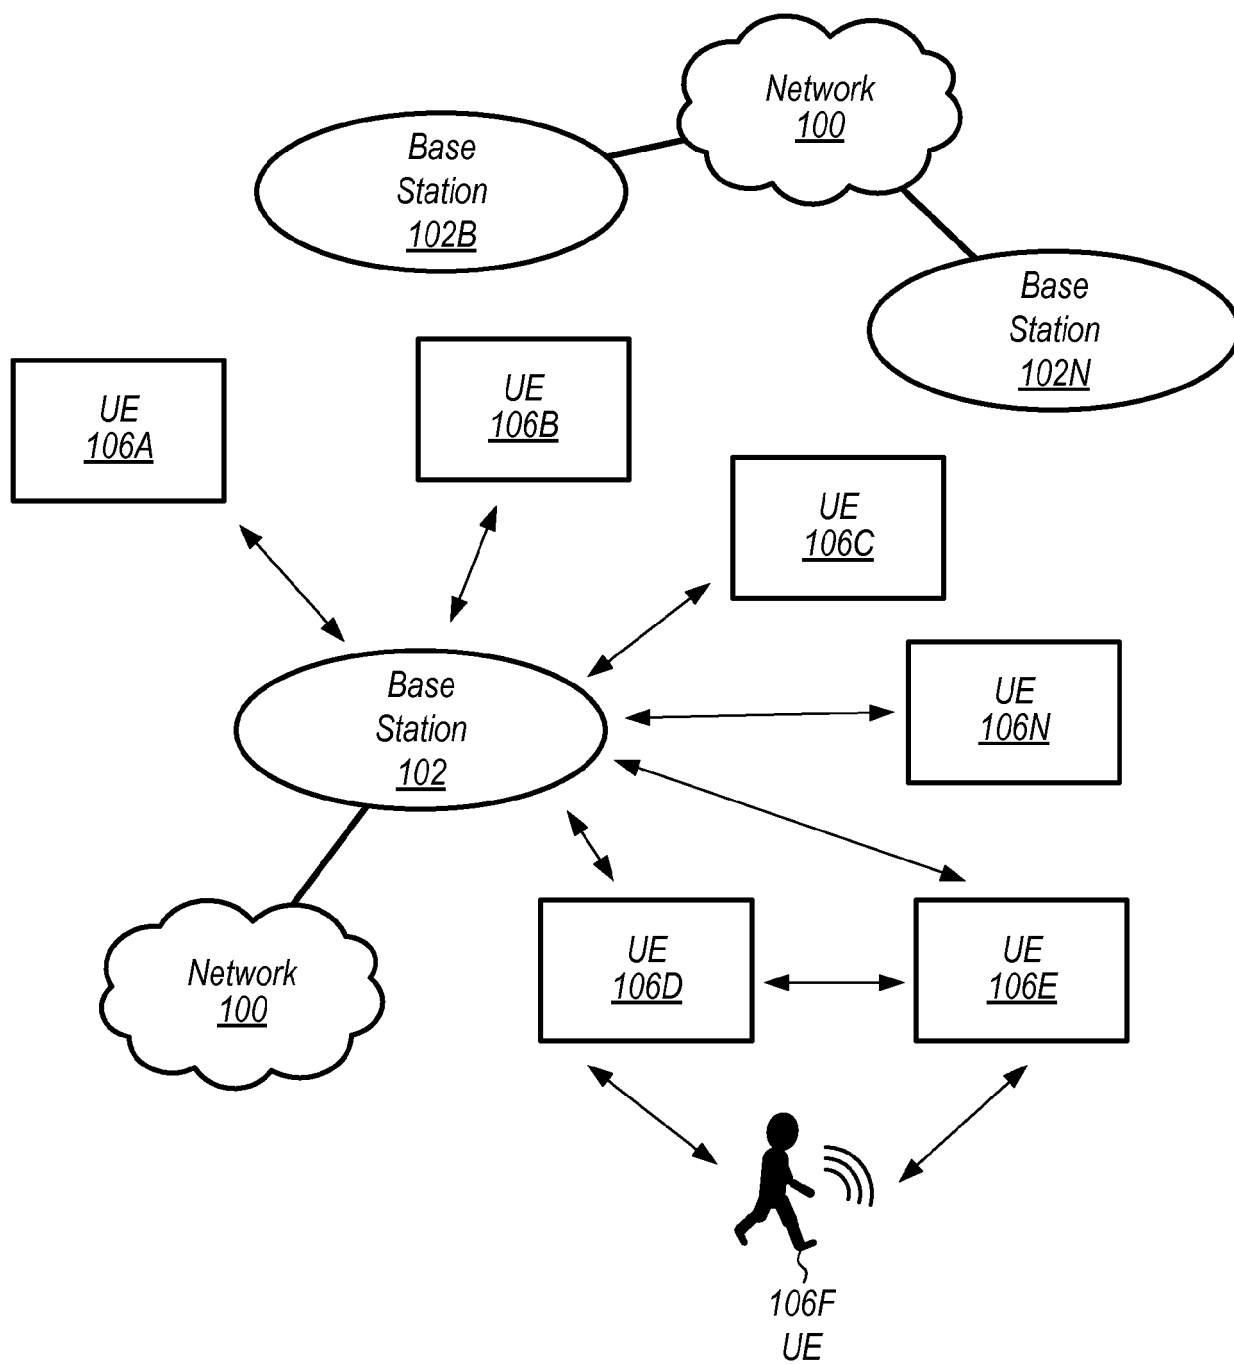 Network
100
Base
Station
102B
Base
Station
102N
UE
106A
UE
106B
UE
106C
Base
Station
102
UE
106N
Network
100
UE
106D
UE
106E
106F
UE